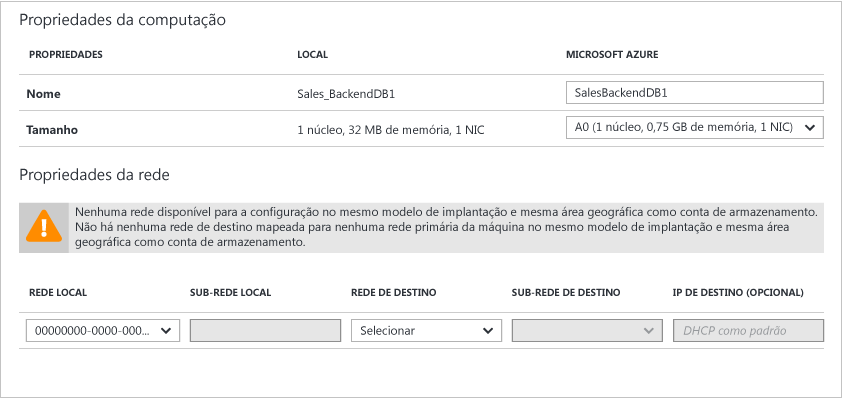 Propriedades da computação
PROPRIEDADES LOCAL MICROSOFT AZURE
Nome Sales_BackendDB1 SalesBackendDB1
Tamanho 1 núcleo, 32 MB de memória, 1 NIC A0 (1 núcleo, 0,75 GB de memória, 1 NIC)
Propriedades da rede
Nenhuma rede disponível para a configuração no mesmo modelo de implantação e mesma área geográfica como conta de armazenamento.
Não há nenhuma rede de destino mapeada para nenhuma rede primária da máquina no mesmo modelo de implantação e mesma área
geográfica como conta de armazenamento.
REDE LOCAL SUB-REDE LOCAL REDE DE DESTINO SUB-REDE DE DESTINO IP DE DESTINO (OPCIONAL)
00000000-0000-000... Selecionar DHCP como padrão